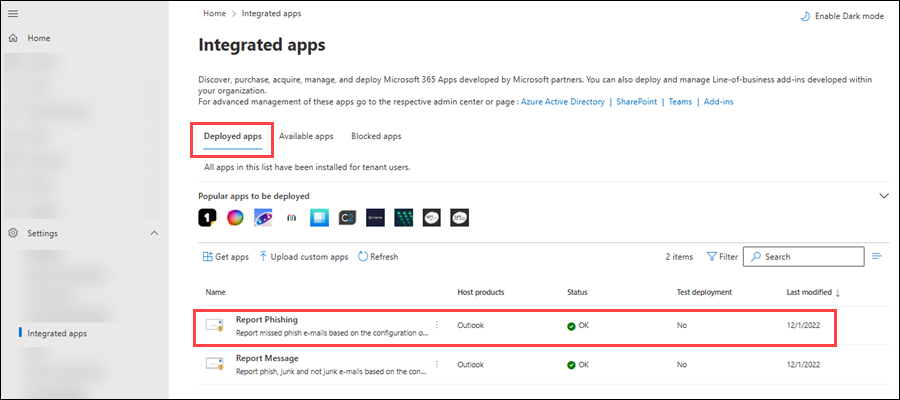 Home > Integrated apps
Enable Dark mode
Home
Integrated apps
Discover, purchase, acquire, manage, and deploy Microsoft 365 Apps developed by Microsoft partners. You can also deploy and manage Line-of-business add-ins developed within
your organization.
For advanced management of these apps go to the respective admin center or page : Azure Active Directory | SharePoint | Teams | Add-ins
Deployed apps Available apps Blocked apps
All apps in this list have been installed for tenant users.
Popular apps to be deployed
Settings
Get apps Upload custom apps Refresh 2 items Filter Search
Name Host products Status Test deployment Last modified ↓
Report Phishing
Report missed phish e-mails based on the configuration o... Outlook OK No 12/1/2022
Integrated apps
Report Message
Report phish, junk and not junk e-mails based on the con... Outlook OK No 12/1/2022